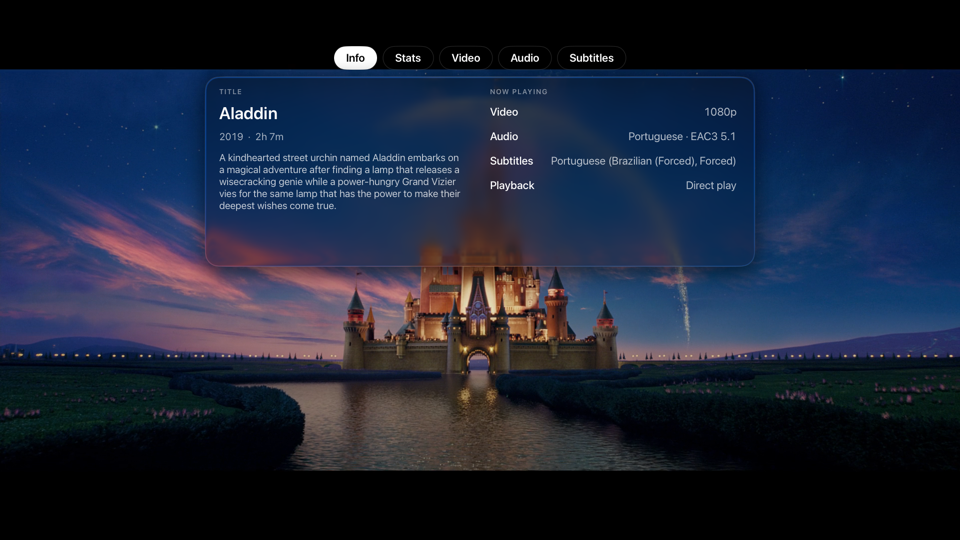 Info Stats Video Audio Subtitles
TITLE
Aladdin
2019 · 2h 7m
A kindhearted street urchin named Aladdin embarks on
a magical adventure after finding a lamp that releases a
wisecracking genie while a power-hungry Grand Vizier
vies for the same lamp that has the power to make their
deepest wishes come true.
NOW PLAYING
Video 1080p
Audio Portuguese · EAC3 5.1
Subtitles Portuguese (Brazilian (Forced), Forced)
Playback Direct play